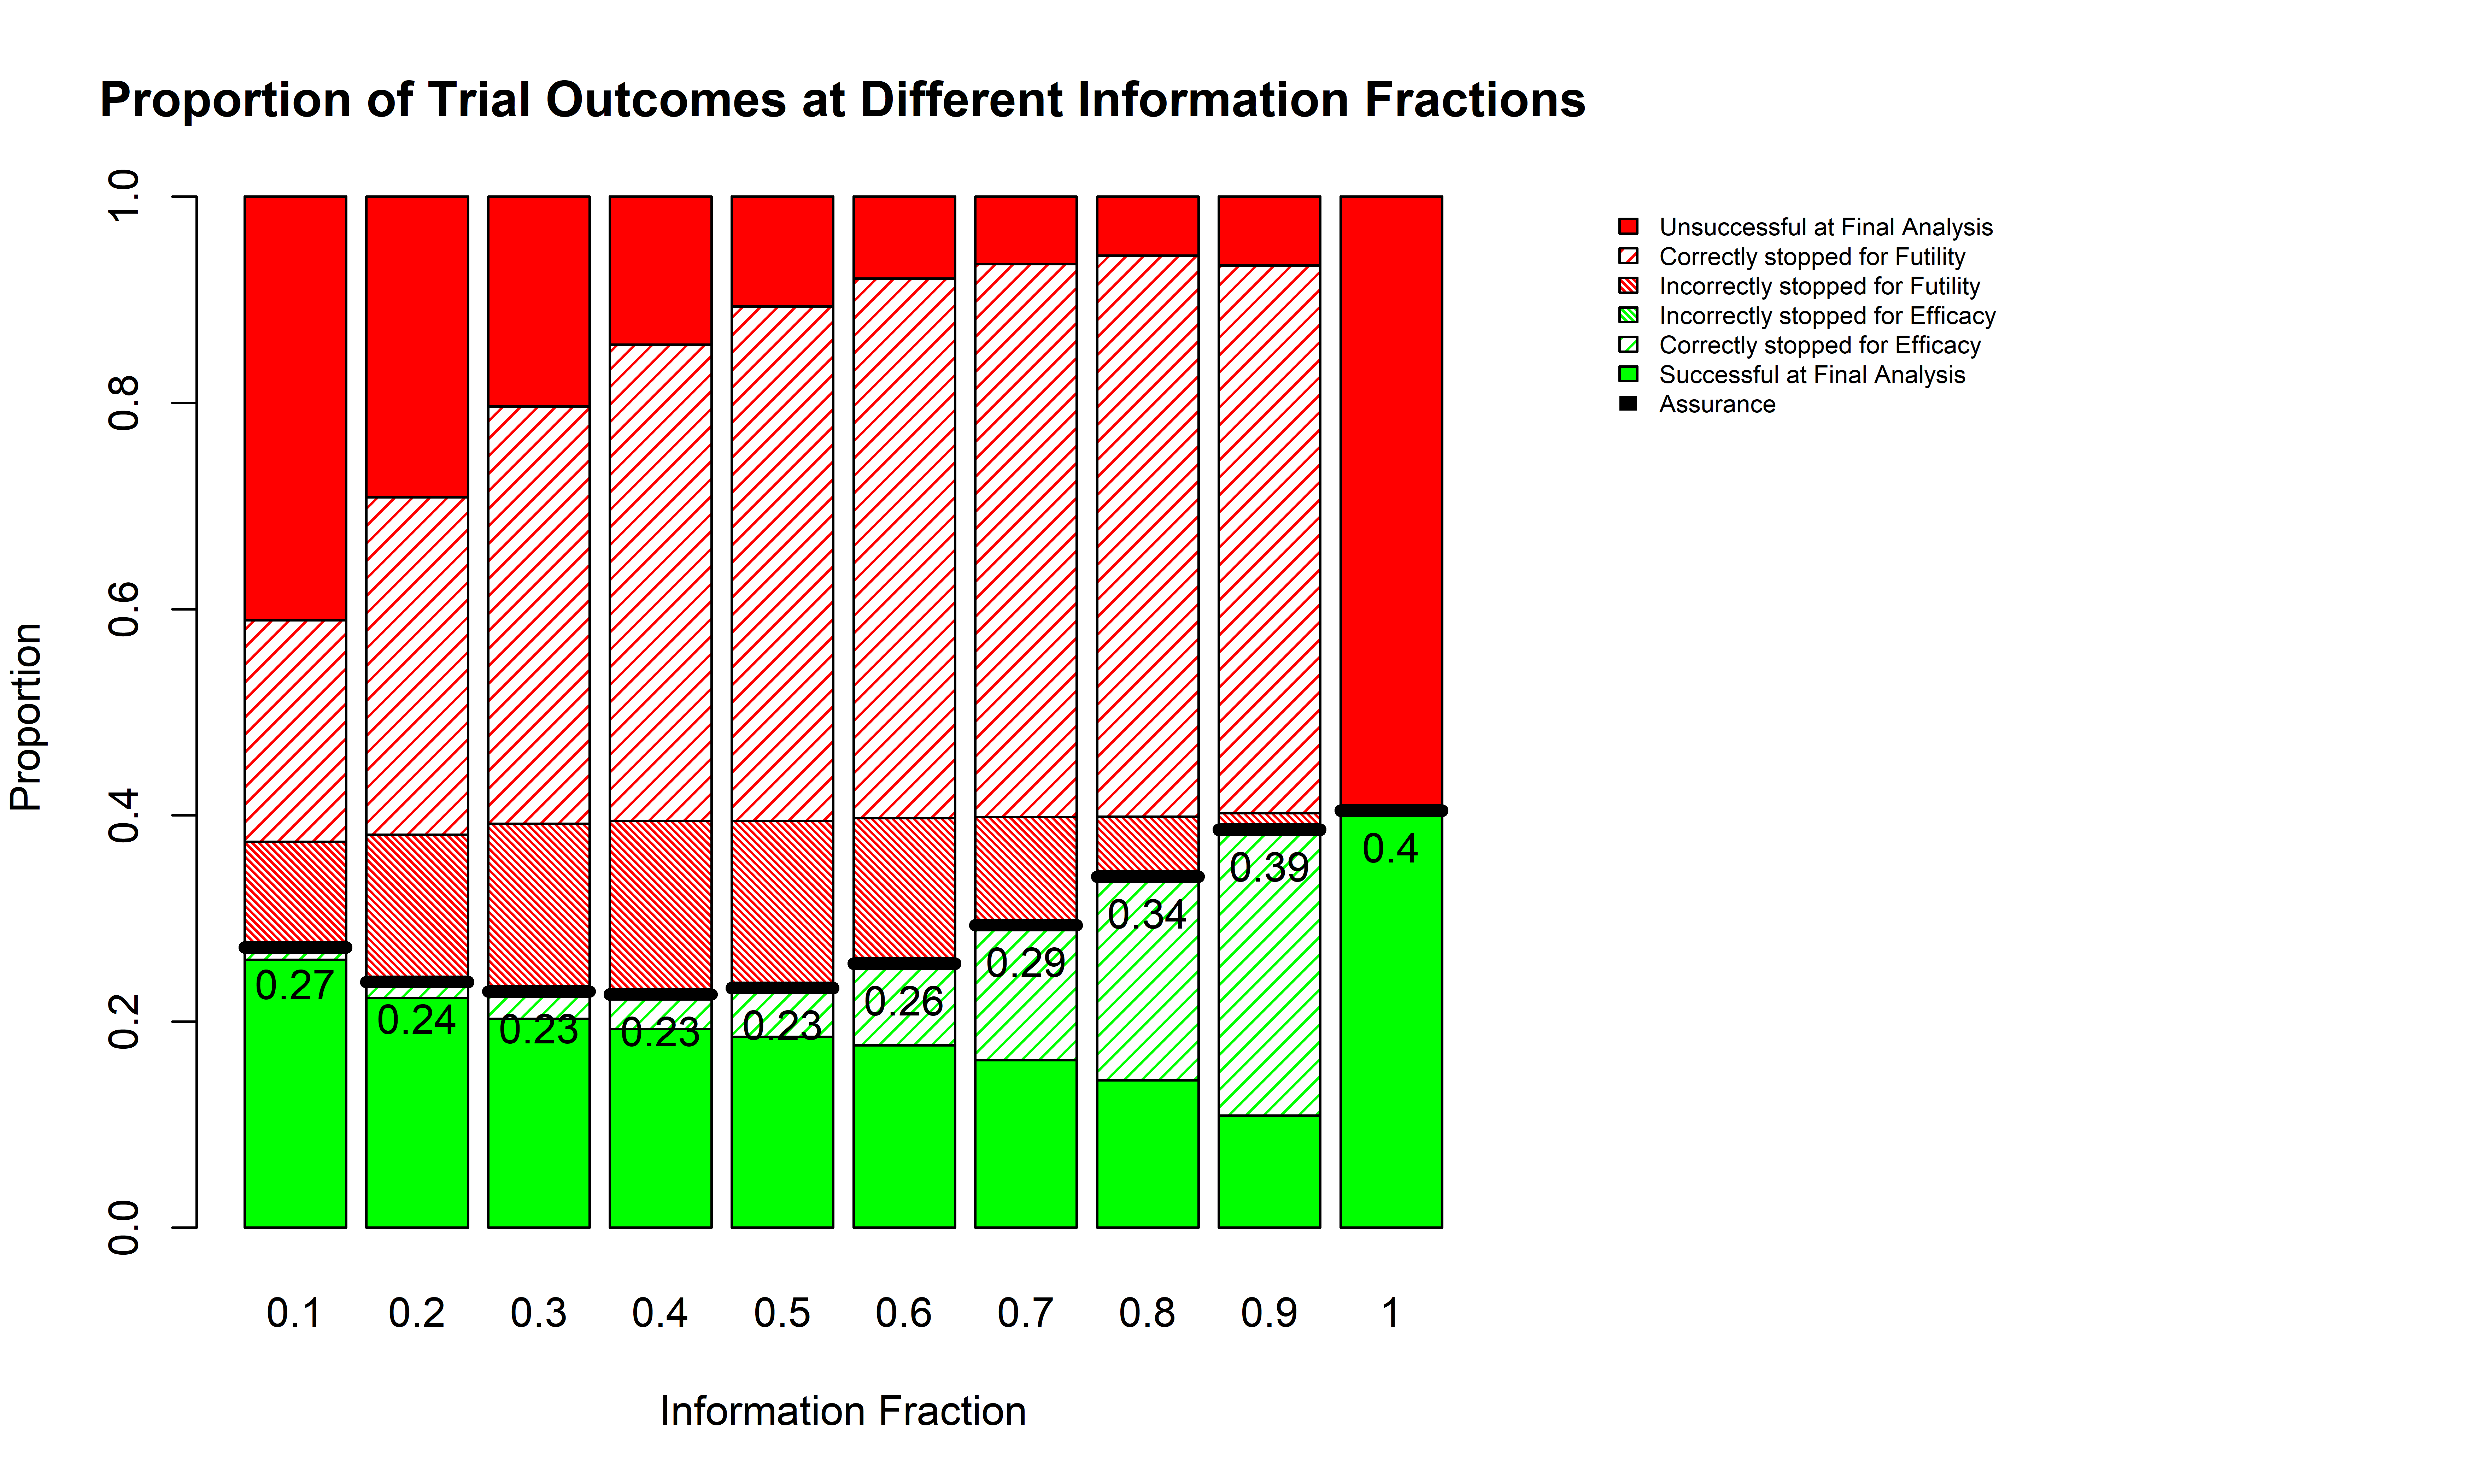 Proportion of Trial Outcomes at Different Information Fractions
Proportion
1.0
0.8
0.6
0.4
0.2
0.0
0.27
0.24
0.23
0.23
0.23
0.26
0.29
0.34
0.39
0.4
0.1 0.2 0.3 0.4 0.5 0.6 0.7 0.8 0.9 1
Information Fraction
Unsuccessful at Final Analysis
Correctly stopped for Futility
Incorrectly stopped for Futility
Incorrectly stopped for Efficacy
Correctly stopped for Efficacy
Successful at Final Analysis
Assurance